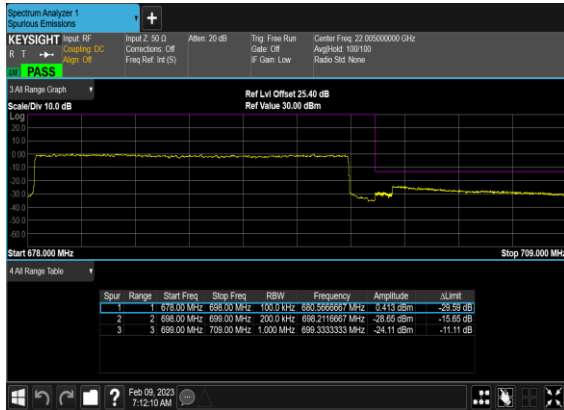 Spectrum Analyzer 1
Spurious Emissions
KEYSIGHT
R T
Input: RF
Coupling: DC
Align: Off
Input Z: 50 Ω
Corrections: Off
Freq Ref: Int (S)
Atten: 20 dB
Trig: Free Run
Gate: Off
IF Gain: Low
Center Freq: 22.005000000 GHz
Avg|Hold: 100/100
Radio Std: None
PASS
3 All Range Graph
Scale/Div 10.0 dB
Ref Lvl Offset 25.40 dB
Ref Value 30.00 dBm
Log
20.0
10.0
0.00
-10.0
-20.0
-30.0
-40.0
-50.0
-60.0
Start 678.000 MHz
Stop 709.000 MHz
4 All Range Table
Spur Range Start Freq Stop Freq RBW Frequency Amplitude ΔLimit
1 1 678.00 MHz 698.00 MHz 100.0 kHz 680.5666667 MHz 0.413 dBm -29.59 dB
2 2 698.00 MHz 699.00 MHz 200.0 kHz 698.2116667 MHz -28.65 dBm -15.65 dB
3 3 699.00 MHz 709.00 MHz 1.000 MHz 699.3333333 MHz -24.11 dBm -11.11 dB
?
Feb 09, 2023
7:12:10 AM